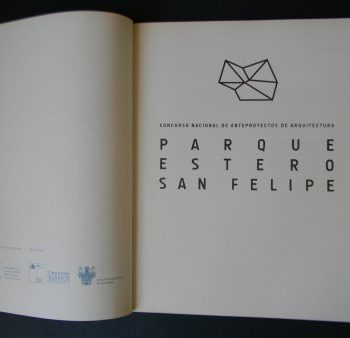 CONCURSO NACIONAL DE ANTEPROYECTOS DE ARQUITECTURA
PARQUE
ESTERO
SAN FELIPE